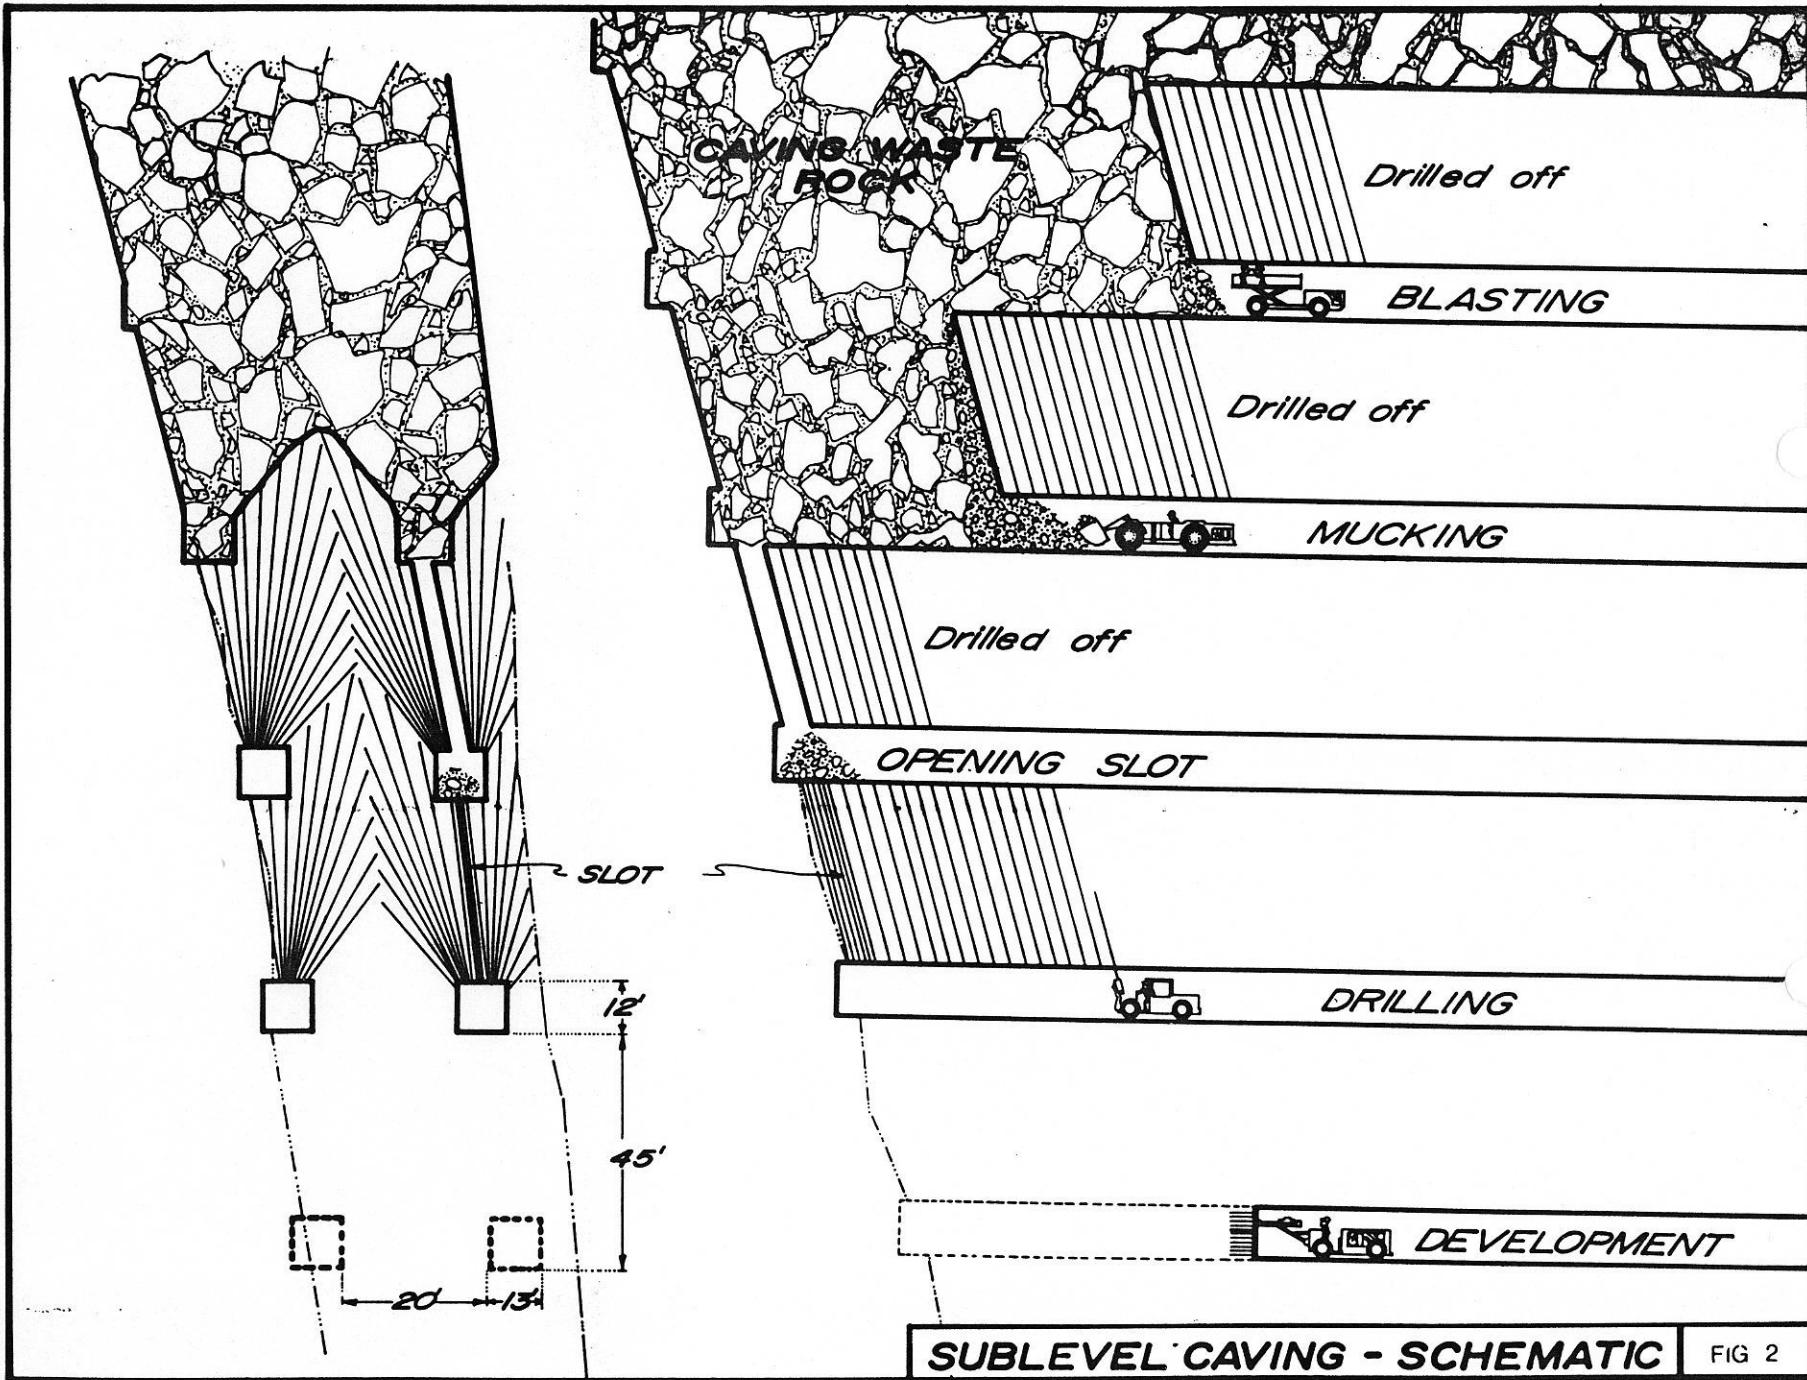 CAVING WASTE
ROCK
Drilled off
BLASTING
Drilled off
MUCKING
Drilled off
OPENING SLOT
SLOT
12'
DRILLING
45'
DEVELOPMENT
20'
13'
SUBLEVEL CAVING - SCHEMATIC
FIG 2